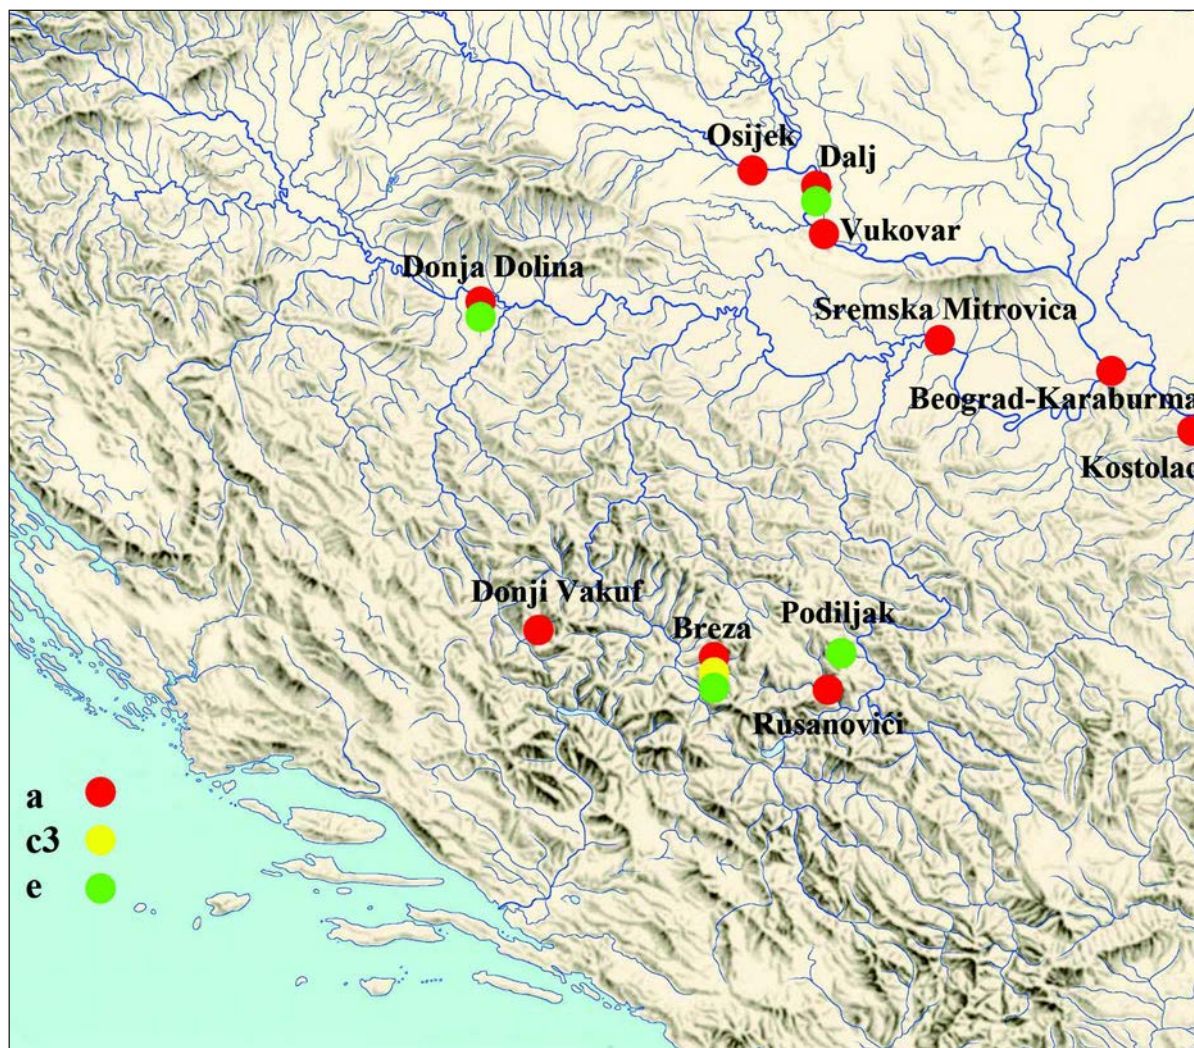 Osijek
Dalj
Vukovar
Donja Dolina
Sremska Mitrovica
Beograd-Karaburma
Kostolac
Donji Vakuf
Podiljak
Breza
Rusanovići
a
c3
e